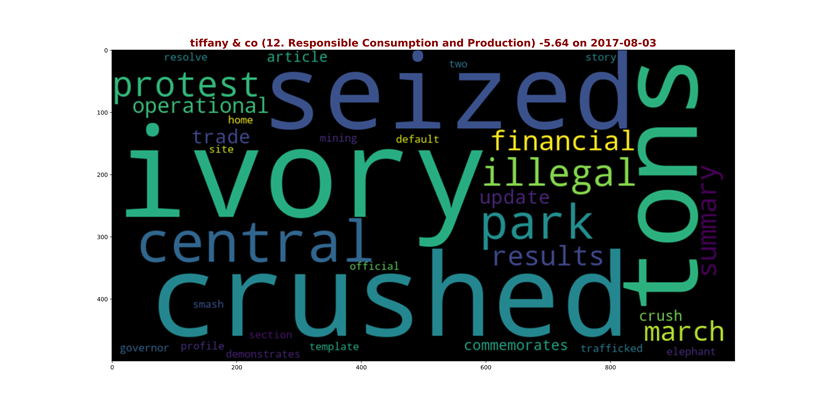 tiffany & co (12. Responsible Consumption and Production) -5.64 on 2017-08-03
0
100
200
300
400
0
200
400
600
800
resolve
article
two
story
protest
seized
tons
operational
home
trade
mining
default
financial
site
ivory
illegal
summary
update
park
central
results
official
crushed
smash
crush
section
march
governor
profile
demonstrates
template
commemorates
trafficked
elephant